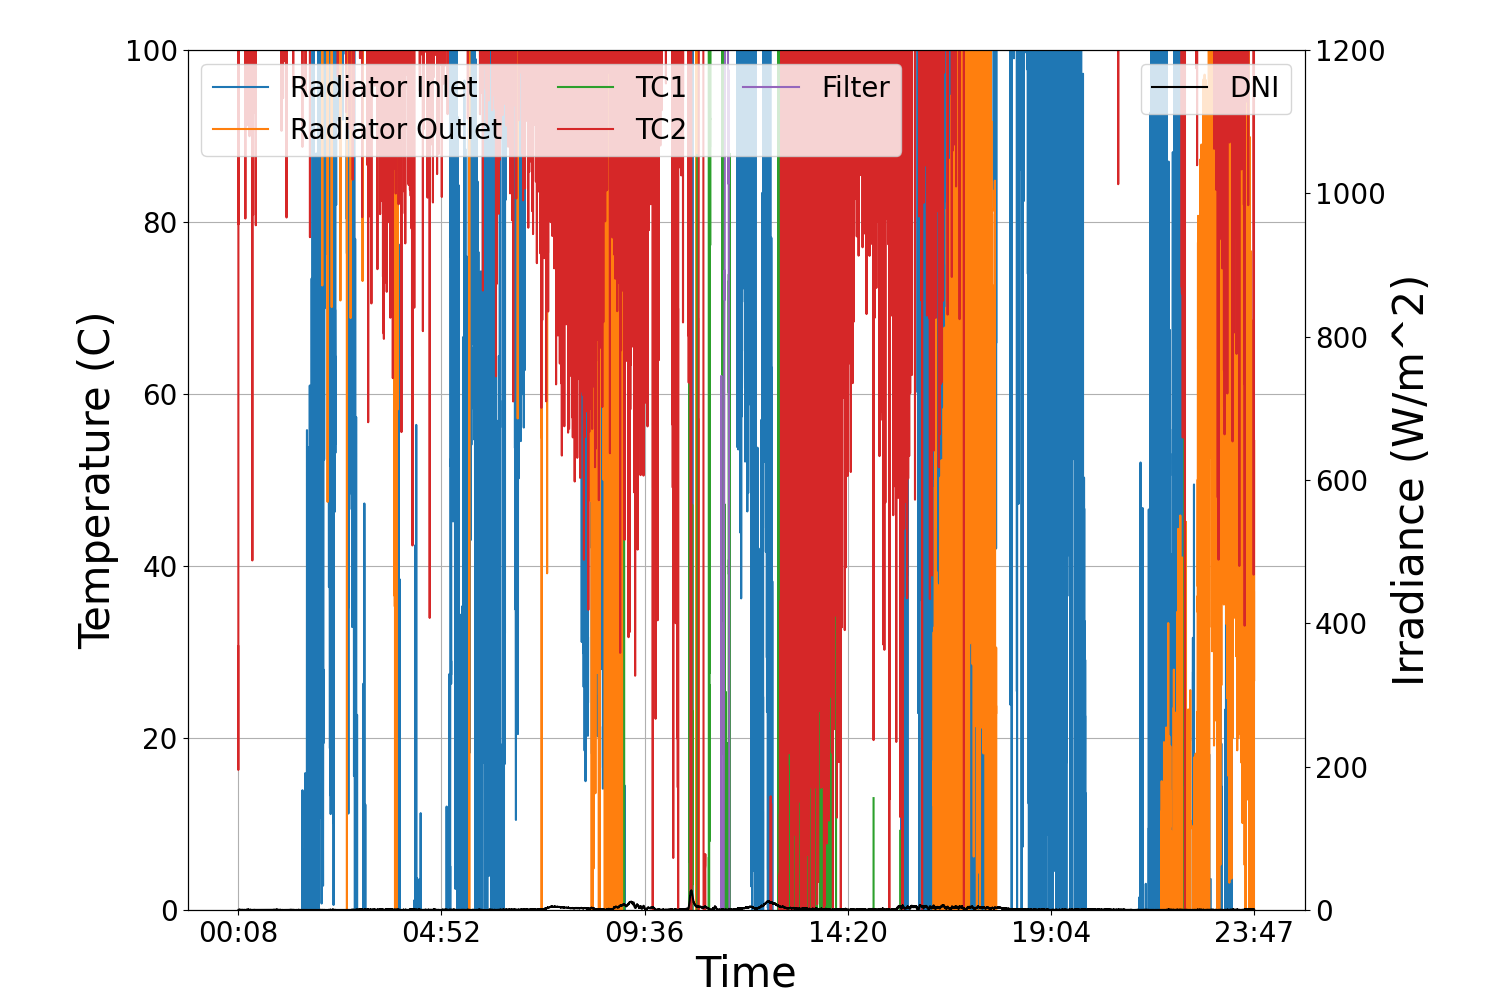 Radiator Inlet
Radiator Outlet
TC1
TC2
Filter
DNI
100
80
60
40
20
0
Temperature (C)
1200
1000
800
600
400
200
0
Irradiance (W/m^2)
00:08 04:52 09:36 14:20 19:04 23:47
Time